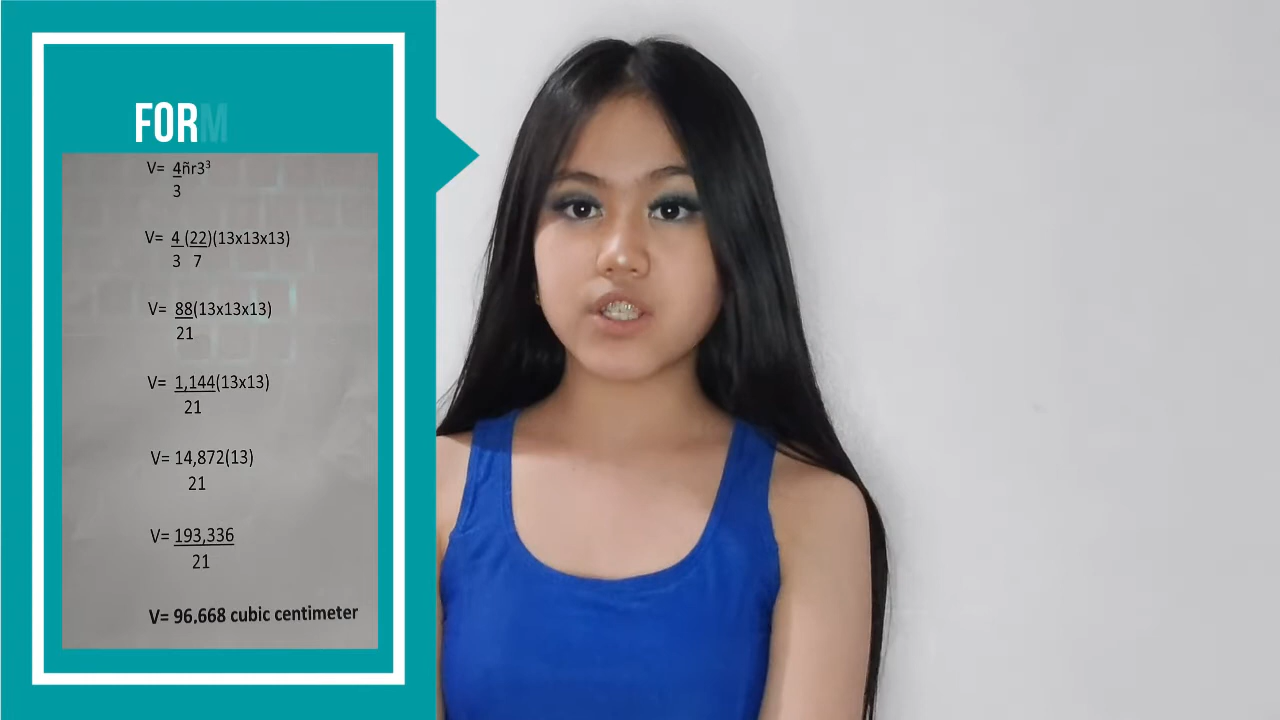 FORM
V= 4ñr3³
3
V= 4 (22)(13x13x13)
3 7
V= 88(13x13x13)
21
V= 1,144(13x13)
21
V= 14,872(13)
21
V= 193,336
21
V= 96,668 cubic centimeter